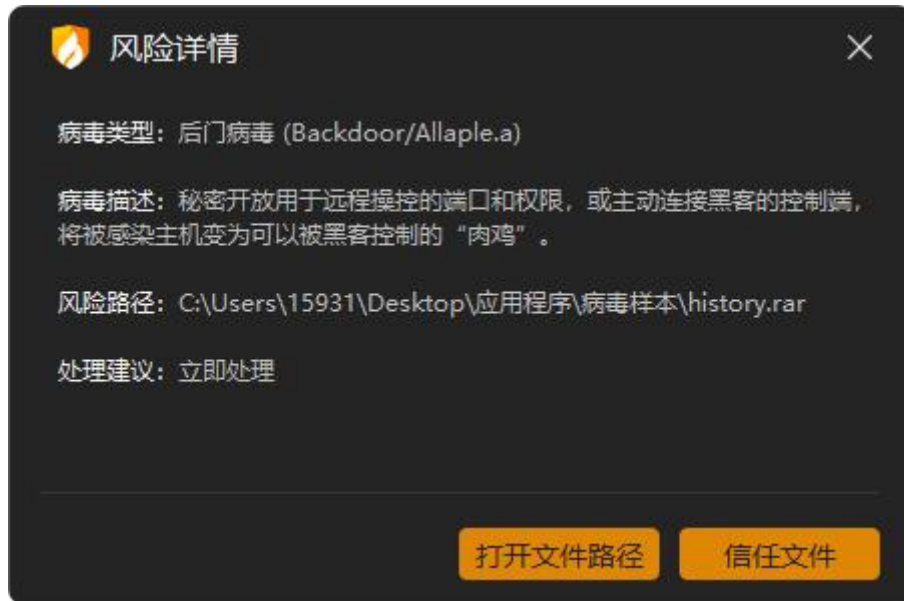 风险详情
病毒类型：后门病毒 (Backdoor/Allaple.a)
病毒描述：秘密开放用于远程操控的端口和权限，或主动连接黑客的控制端，
将被感染主机变为可以被黑客控制的“肉鸡”。
风险路径：C:\Users\15931\Desktop\应用程序\病毒样本\history.rar
处理建议：立即处理
打开文件路径 信任文件